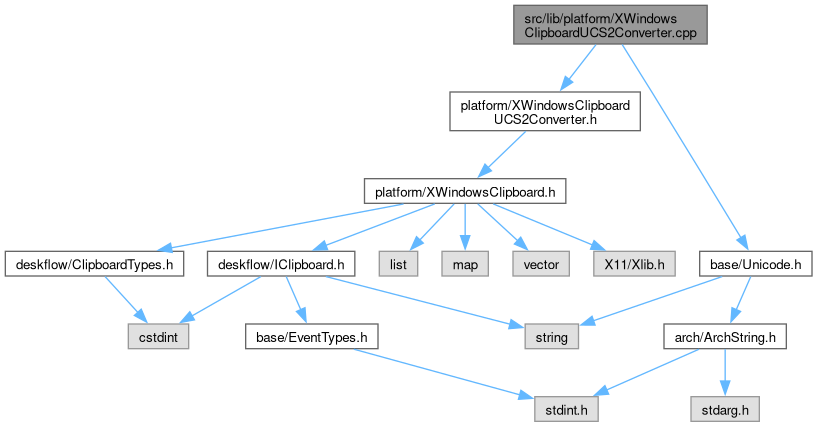 src/lib/platform/XWindows
ClipboardUCS2Converter.cpp
platform/XWindowsClipboard
UCS2Converter.h
platform/XWindowsClipboard.h
deskflow/ClipboardTypes.h
deskflow/IClipboard.h
list
map
vector
X11/Xlib.h
base/Unicode.h
cstdint
base/EventTypes.h
string
arch/ArchString.h
stdint.h
stdarg.h